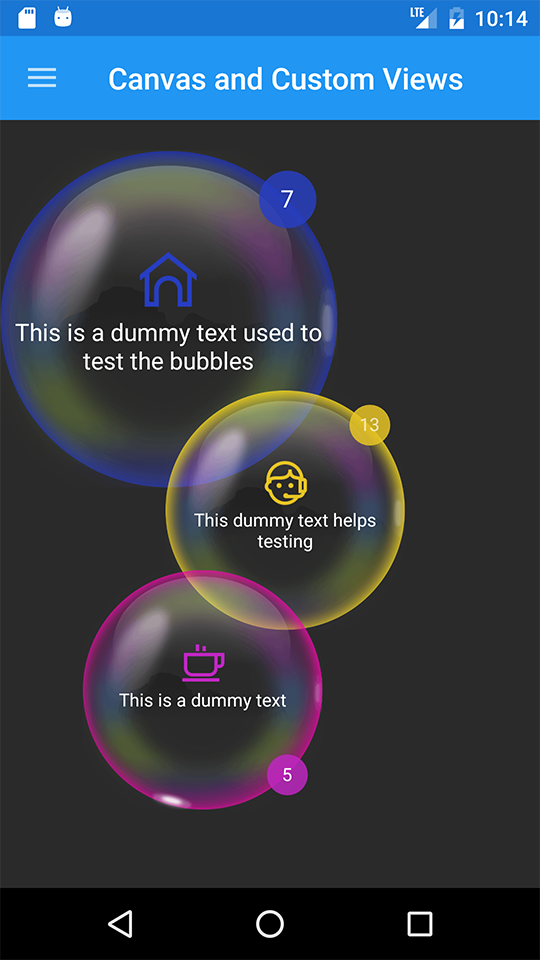 LTE 10:14
Canvas and Custom Views
7
This is a dummy text used to
test the bubbles
13
This dummy text helps
testing
This is a dummy text
5